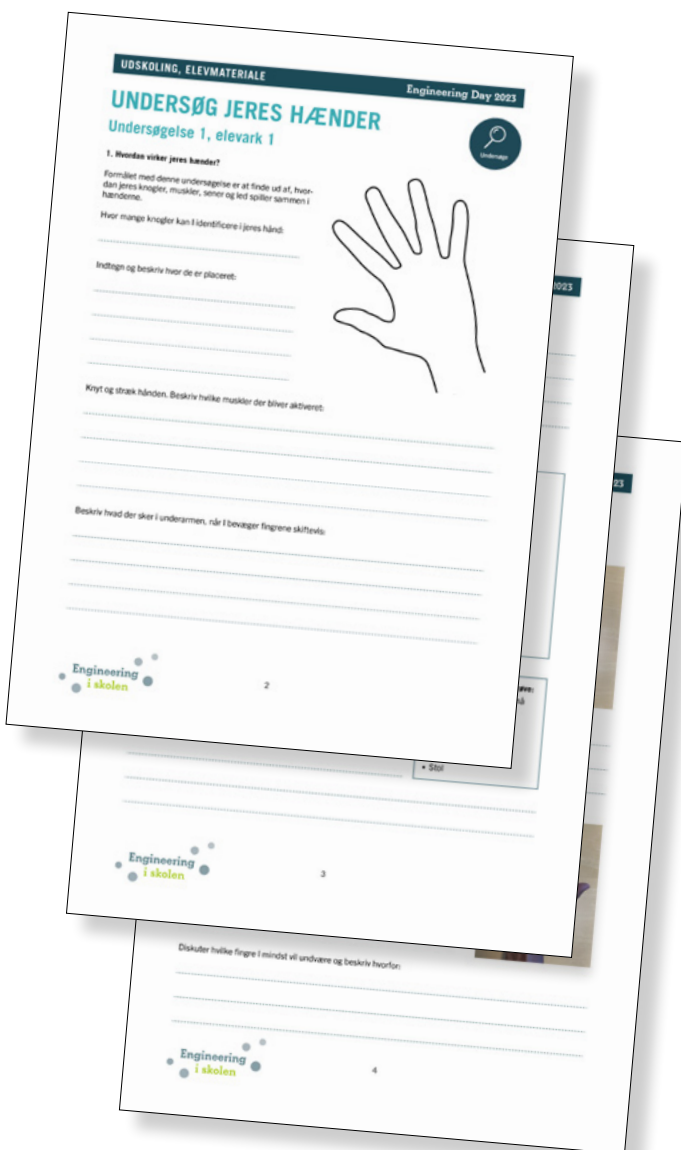 UDSKOLING, ELEVMATERIALE
Engineering Day 2023
UNDERSØG JERES HÆNDER
Undersøgelse 1, elevark 1
Undersøge
1. Hvordan virker jeres hænder?
Formålet med denne undersøgelse er at finde ud af, hvor-
dan jeres knogler, muskler, sener og led spiller sammen i
hænderne.
Hvor mange knogler kan I identificere i jeres hånd:
Indtegn og beskriv hvor de er placeret:
Knyt og stræk hånden. Beskriv hvilke muskler der bliver aktiveret:
Beskriv hvad der sker i underarmen, når I bevæger fingrene skiftevis:
Engineering
i skolen
2
2023
• Stol
Engineering
i skolen
3
23
Diskuter hvilke fingre I mindst vil undvære og beskriv hvorfor:
Engineering
i skolen
4